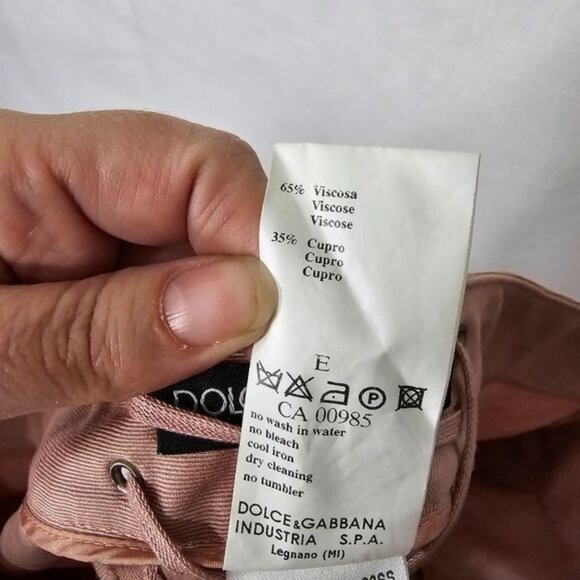 65% Viscosa
Viscose
Viscose
35% Cupro
Cupro
Cupro
E
CA 00985
no wash in water
no bleach
cool iron
dry cleaning
no tumbler
DOLCE&GABBANA
INDUSTRIA S.P.A.
Legnano (MI)